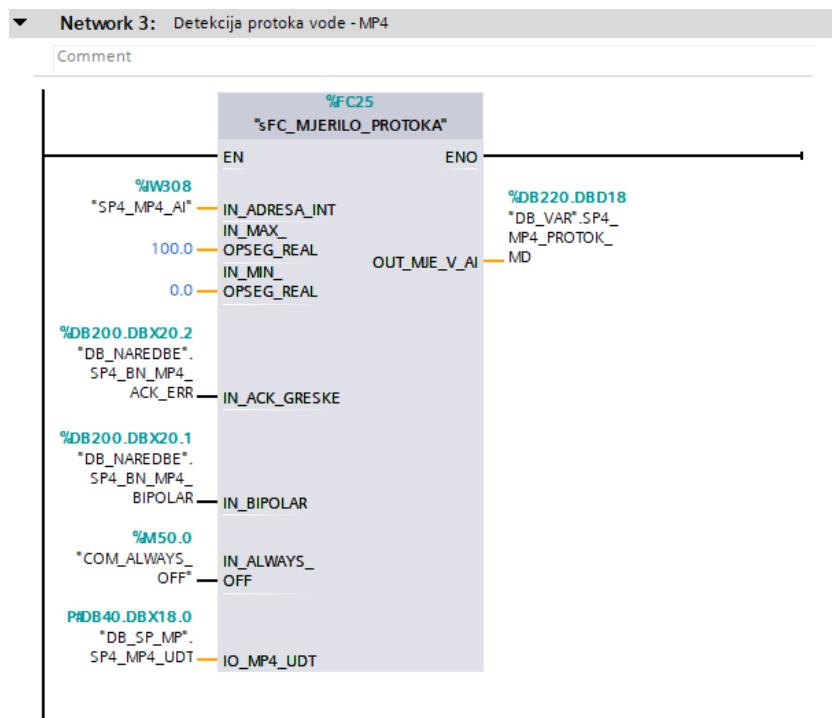 Network 3: Detekcija protoka vode - MP4
Comment
%FC25
"sFC_MJERILO_PROTOKA"
EN
ENO
%IW308
"SP4_MP4_AI"
IN_ADRESA_INT
IN_MAX_
100.0
OPSEG_REAL
IN_MIN_
0.0
OPSEG_REAL
OUT_MJE_V_AI
%DB220.DBD18
"DB_VAR".SP4_
MP4_PROTOK_
MD
%DB200.DBX20.2
"DB_NAREDBE".
SP4_BN_MP4_
ACK_ERR
IN_ACK_GRESKE
%DB200.DBX20.1
"DB_NAREDBE".
SP4_BN_MP4_
BIPOLAR
IN_BIPOLAR
%M50.0
"COM_ALWAYS_
OFF"
IN_ALWAYS_
OFF
P#DB40.DBX18.0
"DB_SP_MP".
SP4_MP4_UDT
IO_MP4_UDT